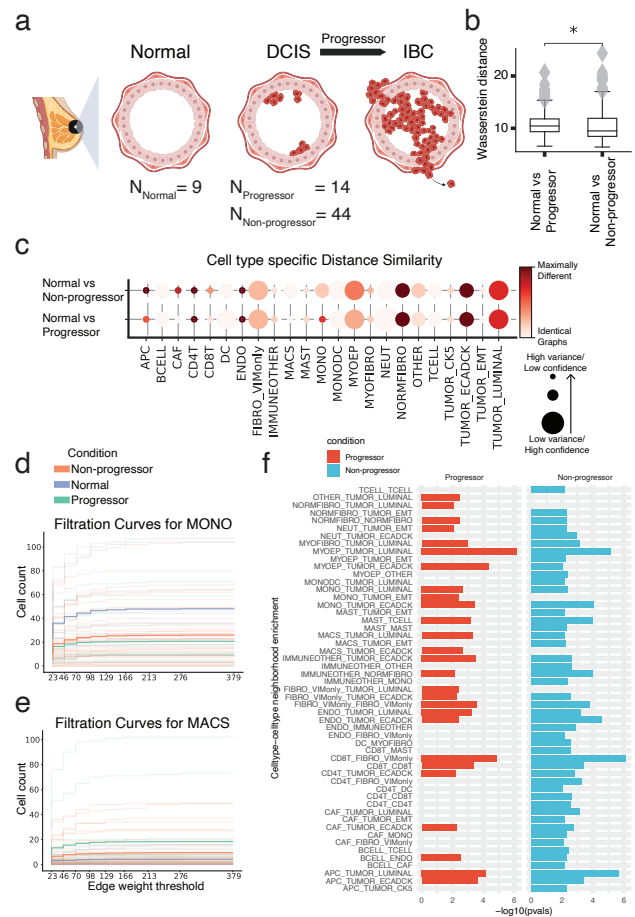 a
Normal
DCIS
Progressor
IBC
N Normal = 9
N Progressor = 14
N Non-progressor = 44
b
*
Wasserstein distance
20
10
Normal vs
Progressor
Normal vs
Non-progressor
c
Cell type specific Distance Similarity
Normal vs
Non-progressor
Normal vs
Progressor
APC
BCELL
CAF
CD4T
CD8T
DC
ENDO
FIBRO_VIMonly
IMMUNEOTHER
MACS
MAST
MONO
MONODC
MYOEP
MYOFIBRO
NEUT
NORMFIBRO
OTHER
TCELL
TUMOR_CK5
TUMOR_ECADCK
TUMOR_EMT
TUMOR_LUMINAL
Maximally
Different
Identical
Graphs
High variance/
Low confidence
Low variance/
High confidence
d
Condition
Non-progressor
Normal
Progressor
Filtration Curves for MONO
Cell count
100
80
60
40
20
0
23 46 70 98 129 167 212 276 379
e
Filtration Curves for MACS
Cell count
100
80
60
40
20
0
23 46 70 98 129 167 212 276 379
Edge weight threshold
f
condition
Progressor
Non-progressor
Progressor
Non-progressor
Celltype-celltype neighborhood enrichment
TCELL_TCELL
OTHER_TUMOR_LUMINAL
NORMFIBRO_TUMOR_LUMINAL
NORMFIBRO_TUMOR_EMT
NORMFIBRO_NORMFIBRO
NEUT_TUMOR_EMT
NEUT_TUMOR_ECADCK
MYOFIBRO_TUMOR_LUMINAL
MYOEP_TUMOR_LUMINAL
MYOEP_TUMOR_EMT
MYOEP_TUMOR_ECADCK
MYOEP_OTHER
MONODC_TUMOR_LUMINAL
MONO_TUMOR_LUMINAL
MONO_TUMOR_EMT
MONO_TUMOR_ECADCK
MAST_TUMOR_EMT
MAST_TCELL
MAST_MAST
MACS_TUMOR_LUMINAL
MACS_TUMOR_EMT
MACS_TUMOR_ECADCK
IMMUNEOTHER_TUMOR_ECADCK
IMMUNEOTHER_OTHER
IMMUNEOTHER_NORMFIBRO
IMMUNEOTHER_MONO
FIBRO_VIMonly_TUMOR_LUMINAL
FIBRO_VIMonly_TUMOR_ECADCK
FIBRO_VIMonly_FIBRO_VIMonly
ENDO_TUMOR_LUMINAL
ENDO_TUMOR_ECADCK
ENDO_IMMUNEOTHER
ENDO_FIBRO_VIMonly
DC_MYOFIBRO
CD8T_MAST
CD8T_FIBRO_VIMonly
CD8T_CD8T
CD4T_TUMOR_ECADCK
CD4T_FIBRO_VIMonly
CD4T_DC
CD4T_CD8T
CD4T_CD4T
CAF_TUMOR_LUMINAL
CAF_TUMOR_EMT
CAF_TUMOR_ECADCK
CAF_MONO
CAF_FIBRO_VIMonly
BCELL_TCELL
BCELL_ENDO
BCELL_CAF
APC_TUMOR_LUMINAL
APC_TUMOR_ECADCK
APC_TUMOR_CK5
0 2 4 6 0 2 4 6
−log10(pvals)